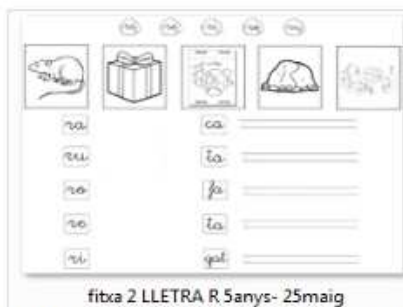 ra ca
ru ta
ro fa
re ta
ri gat
fitxa 2 LLETRA R 5anys- 25maig